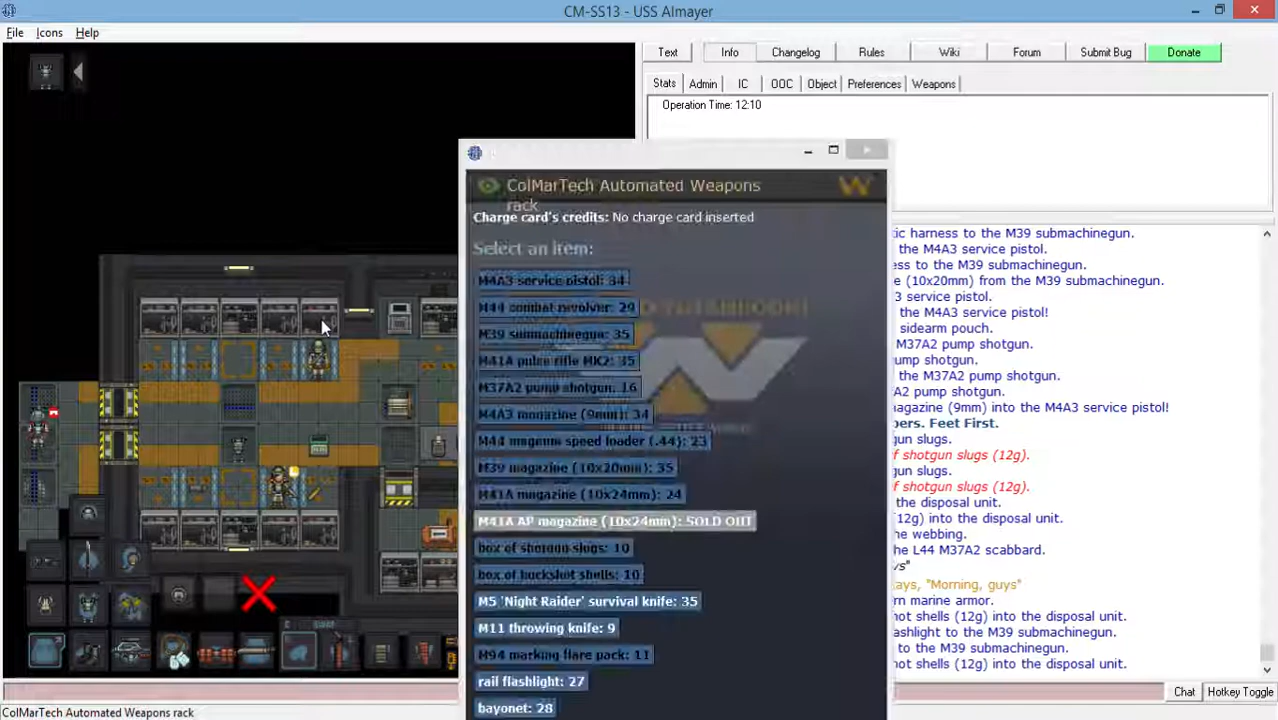 CM-SS13 - USS Almayer
File Icons Help
Text Info Changelog Rules Wiki Forum Submit Bug Donate
Stats Admin IC OOC Object Preferences Weapons
Operation Time: 12:10
ColMarTech Automated Weapons
rack
Charge card's credits: No charge card inserted
Select an item:
M4A3 service pistol: 34
M44 combat revolver: 29
M39 submachinegun: 35
M41A pulse rifle MK2: 35
M37A2 pump shotgun: 16
M4A3 magazine (9mm): 34
M44 magnum speed loader (.44): 23
M39 magazine (10x20mm): 35
M41A magazine (10x24mm): 24
M41A AP magazine (10x24mm): SOLD OUT
box of shotgun slugs: 10
box of buckshot shells: 10
M5 'Night Raider' survival knife: 35
M11 throwing knife: 9
M94 marking flare pack: 11
rail flashlight: 27
bayonet: 28
tic harness to the M39 submachinegun.
the M4A3 service pistol.
ess to the M39 submachinegun.
e (10x20mm) from the M39 submachinegun.
3 service pistol.
M4A3 service pistol!
sidearm pouch.
M37A2 pump shotgun.
ump shotgun.
the M37A2 pump shotgun.
A2 pump shotgun.
agazine (9mm) into the M4A3 service pistol!
pers. Feet First.
gun slugs.
f shotgun slugs (12g).
gun slugs.
f shotgun slugs (12g).
the disposal unit.
(12g) into the disposal unit.
the webbing.
the L44 M37A2 scabbard.
ys"
ays, "Morning, guys"
rn marine armor.
hot shells (12g) into the disposal unit.
ashlight to the M39 submachinegun.
to the M39 submachinegun.
hot shells (12g) into the disposal unit.
Chat Hotkey Toggle
ColMarTech Automated Weapons rack